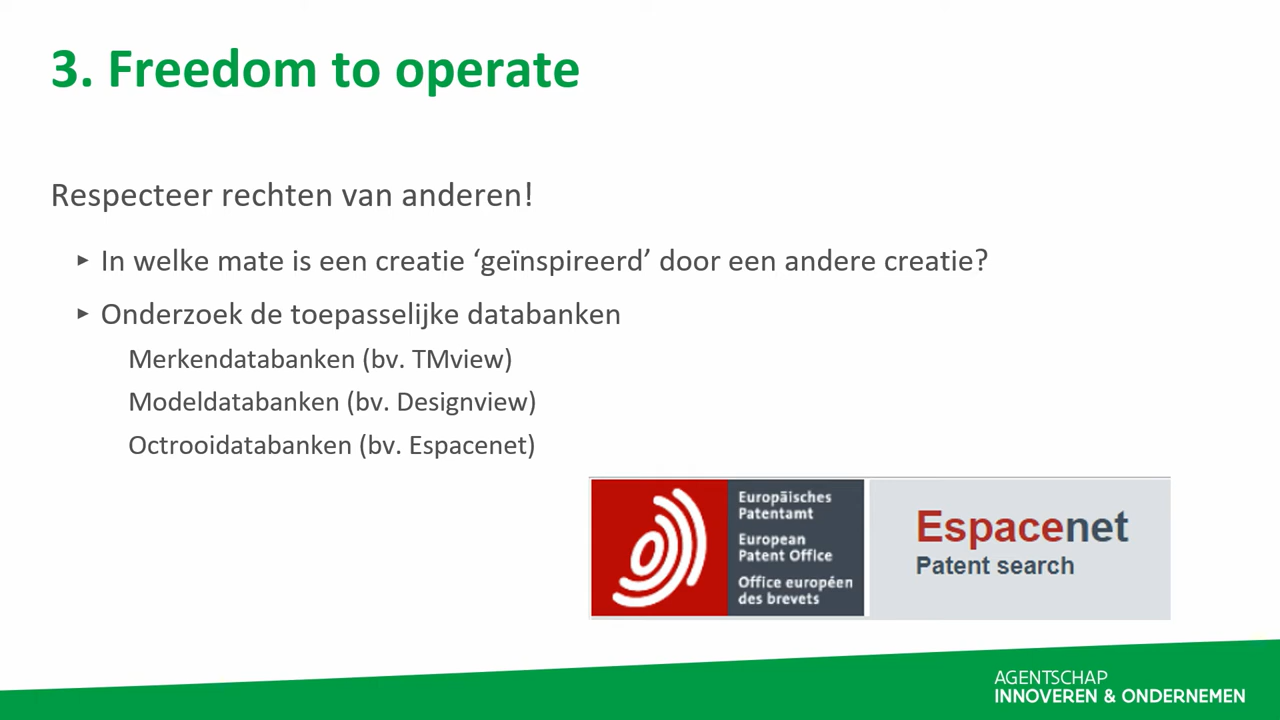 3. Freedom to operate
Respecteer rechten van anderen!
▸ In welke mate is een creatie ‘geïnspireerd’ door een andere creatie?
▸ Onderzoek de toepasselijke databanken
Merkendatabanken (bv. TMview)
Modeldatabanken (bv. Designview)
Octrooidatabanken (bv. Espacenet)
Europäisches
Patentamt
European
Patent Office
Office européen
des brevets
Espacenet
Patent search
AGENTSCHAP
INNOVEREN & ONDERNEMEN